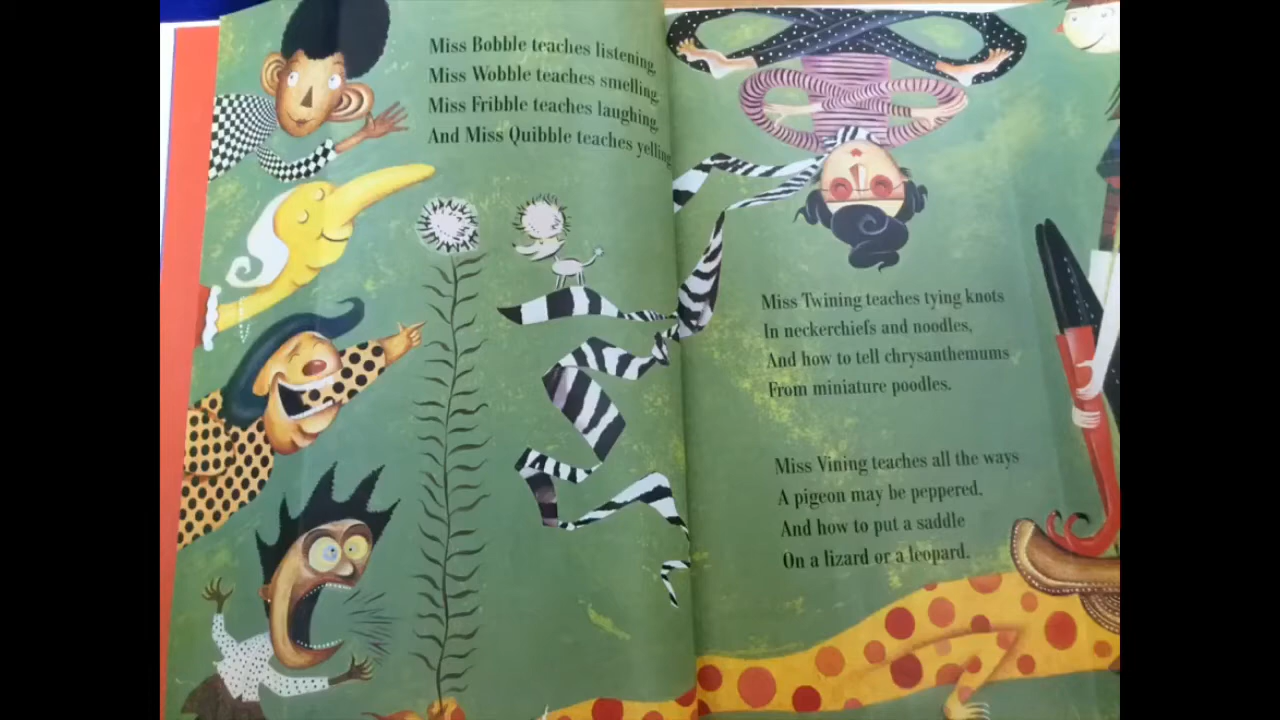 Miss Bobble teaches listening,
Miss Wobble teaches smelling,
Miss Fribble teaches laughing,
And Miss Quibble teaches yelling
Miss Twining teaches tying knots
In neckerchiefs and noodles,
And how to tell chrysanthemums
From miniature poodles.
Miss Vining teaches all the ways
A pigeon may be peppered,
And how to put a saddle
On a lizard or a leopard.